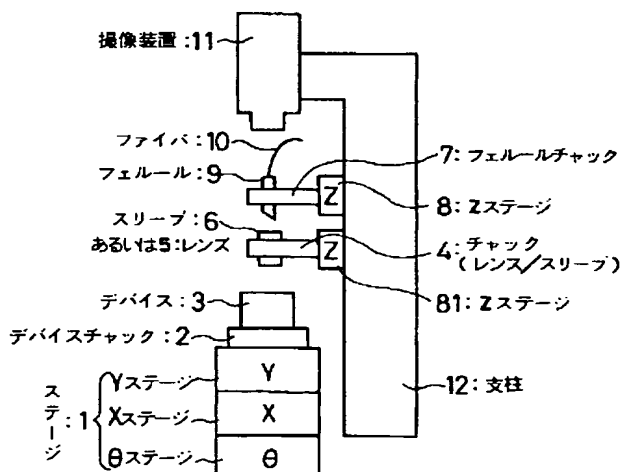 撮像装置:11
ファイバ:10
7:フェルールチャック
フェルール:9
Z
8:Zステージ
スリーブ:6
あるいは5:レンズ
Z
4:チャック
(レンズ/スリーブ)
81:Zステージ
デバイス:3
デバイスチャック:2
12:支柱
ステージ:1
Yステージ
Y
Xステージ
X
θステージ
θ